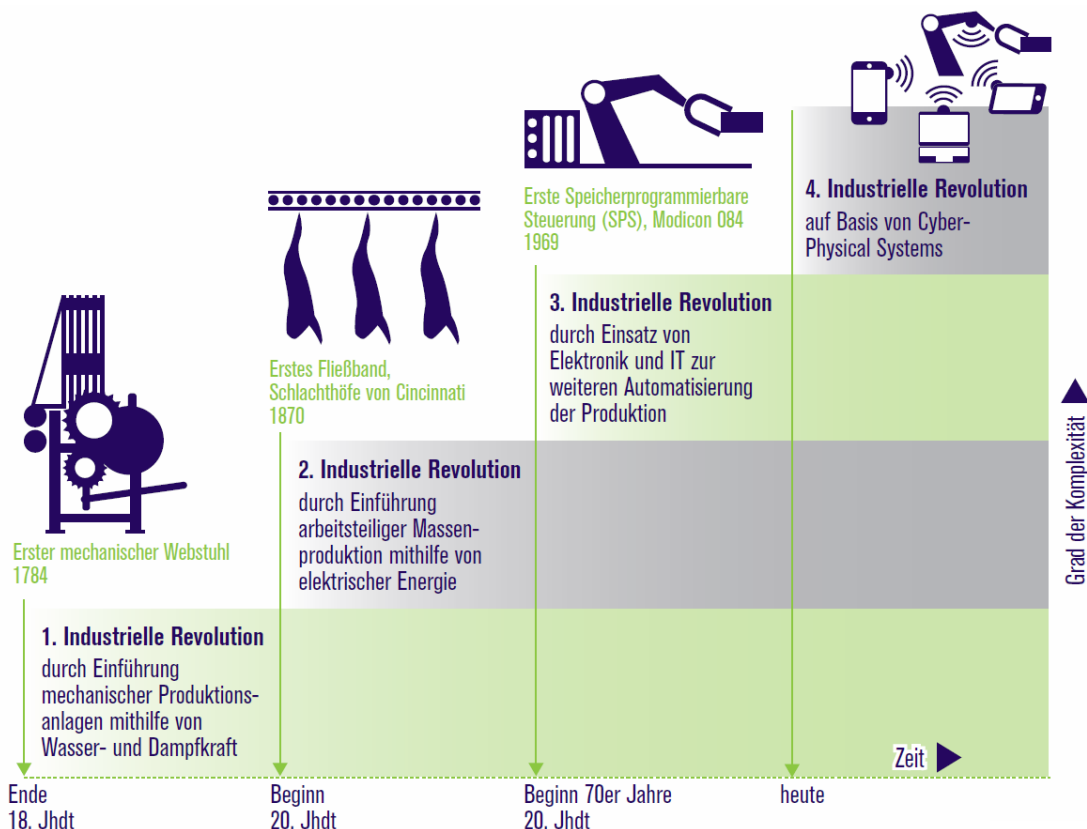 Erster mechanischer Webstuhl
1784
1. Industrielle Revolution
durch Einführung
mechanischer Produktions-
anlagen mithilfe von
Wasser- und Dampfkraft
Ende
18. Jhdt
Erstes Fließband,
Schlachthöfe von Cincinnati
1870
2. Industrielle Revolution
durch Einführung
arbeitsteiliger Massen-
produktion mithilfe von
elektrischer Energie
Beginn
20. Jhdt
Erste Speicherprogrammierbare
Steuerung (SPS), Modicon 084
1969
3. Industrielle Revolution
durch Einsatz von
Elektronik und IT zur
weiteren Automatisierung
der Produktion
Beginn 70er Jahre
20. Jhdt
4. Industrielle Revolution
auf Basis von Cyber-
Physical Systems
heute
Zeit
Grad der Komplexität